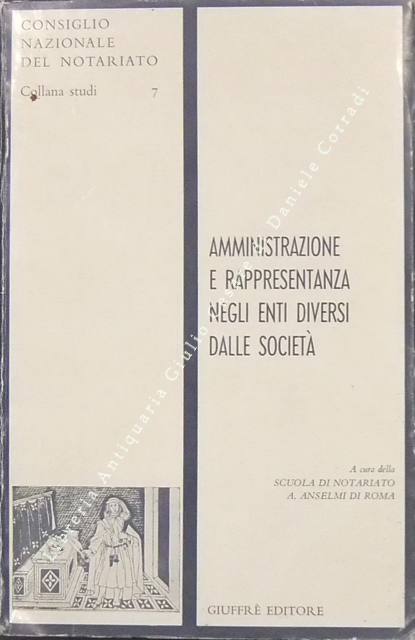 CONSIGLIO
NAZIONALE
DEL NOTARIATO
Collana studi 7
AMMINISTRAZIONE
E RAPPRESENTANZA
NEGLI ENTI DIVERSI
DALLE SOCIETÀ
A cura della
SCUOLA DI NOTARIATO
A. ANSELMI DI ROMA
GIUFFRÈ EDITORE
Libreria Antiquaria Giulio Cesare di Daniele Corradi